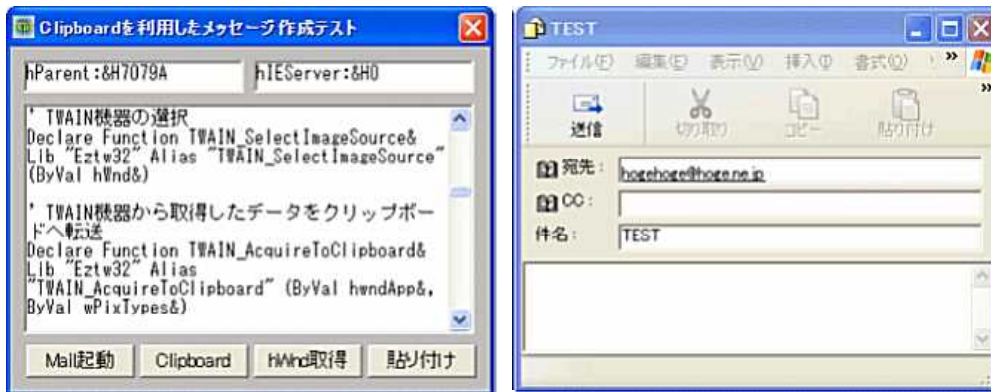 Clipboardを利用したメッセージ作成テスト
hParent:&H7079A
hIEServer:&H0
' TWAIN機器の選択
Declare Function TWAIN_SelectImageSource&
Lib "Eztw32" Alias "TWAIN_SelectImageSource"
(ByVal hWnd&)
' TWAIN機器から取得したデータをクリップボー
ドへ転送
Declare Function TWAIN_AcquireToClipboard&
Lib "Eztw32" Alias
"TWAIN_AcquireToClipboard" (ByVal hwndApp&,
ByVal wPixTypes&)
Mail起動
Clipboard
hWnd取得
貼り付け
TEST
ファイル(F)
編集(E)
表示(V)
挿入(I)
書式(O)
送信
切り取り
コピー
貼り付け
宛先:
hogehoge@hoge.ne.jp
CC:
件名:
TEST